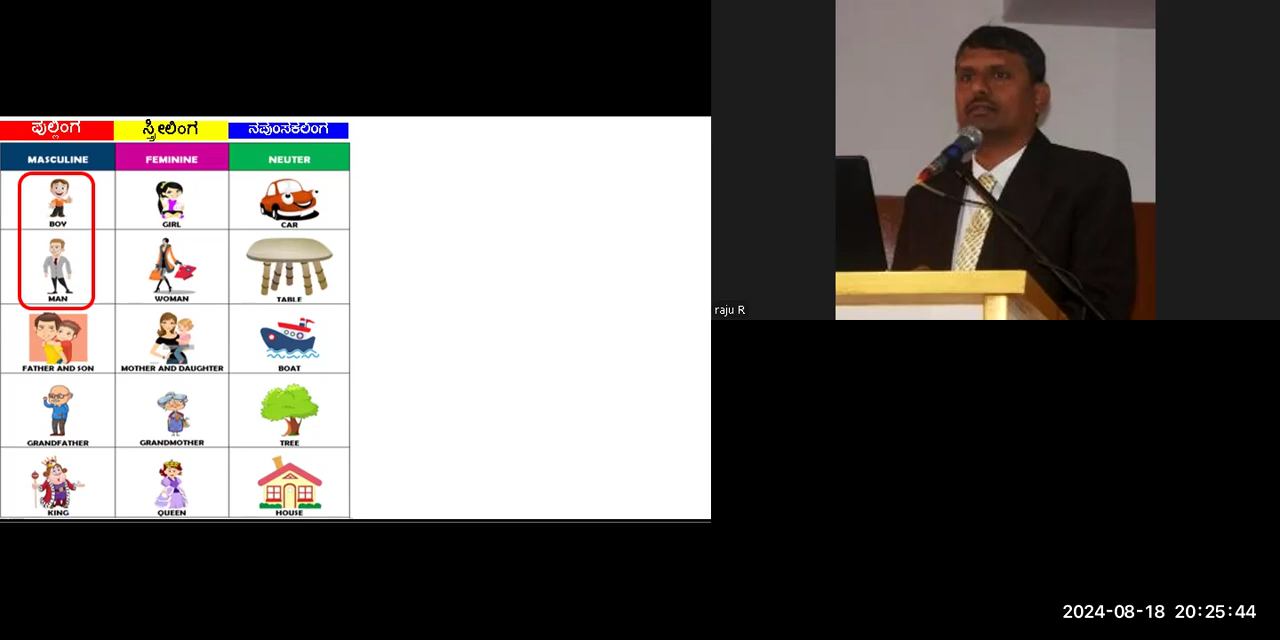 ಪುಲ್ಲಿಂಗ ಸ್ತ್ರೀಲಿಂಗ ನಪುಂಸಕಲಿಂಗ
MASCULINE FEMININE NEUTER
BOY GIRL CAR
MAN WOMAN TABLE
FATHER AND SON MOTHER AND DAUGHTER BOAT
GRANDFATHER GRANDMOTHER TREE
KING QUEEN HOUSE
raju R
2024-08-18 20:25:44